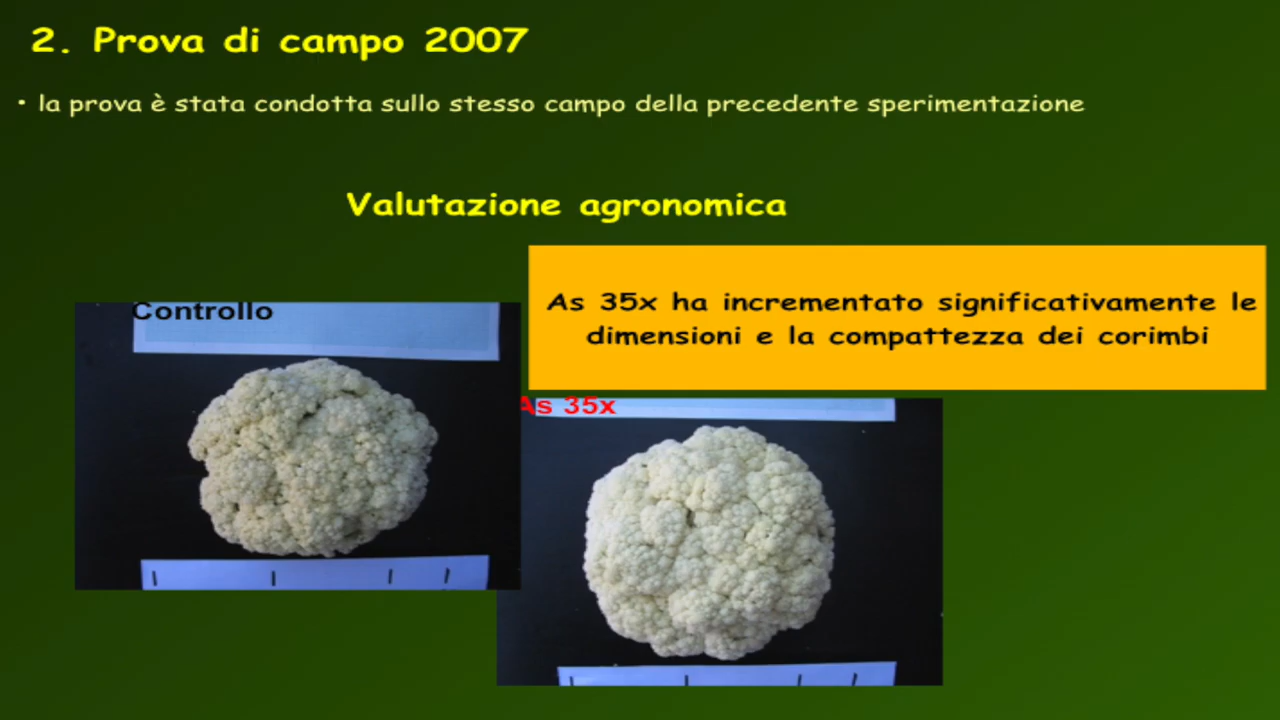 2. Prova di campo 2007
• la prova è stata condotta sullo stesso campo della precedente sperimentazione
Valutazione agronomica
As 35x ha incrementato significativamente le
dimensioni e la compattezza dei corimbi
Controllo
As 35x